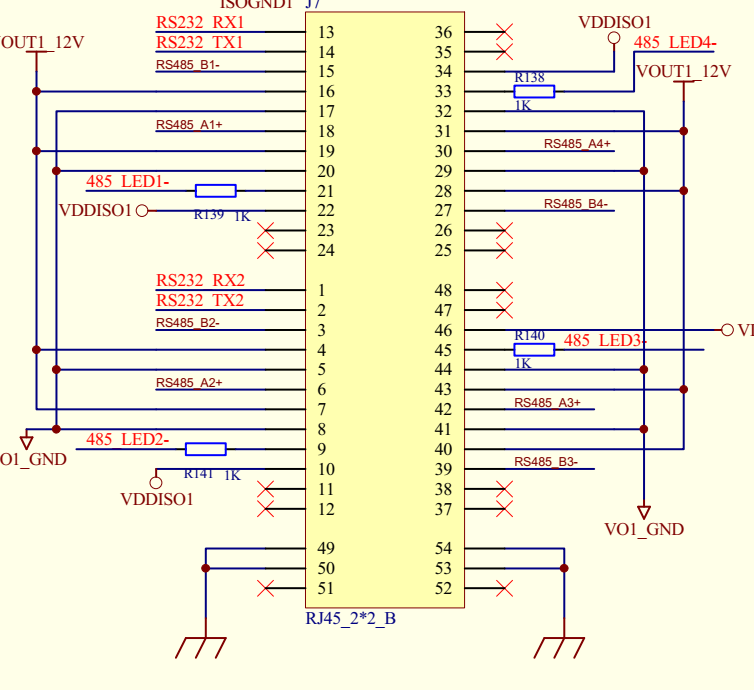 ISOGND1 J7
RS232_RX1 13 36 VDDISO1
OUT1_12V RS232_TX1 14 35 485_LED4-
RS485_B1- 15 34 R138 VOUT1_12V
16 33
17 32 1K
RS485_A1+ 18 31
19 30 RS485_A4+
20 29
485_LED1- 21 28
VDDISO1 R139 1K 22 27 RS485_B4-
23 26
24 25
RS232_RX2 1 48
RS232_TX2 2 47
RS485_B2- 3 46
4 45 R140 485_LED3-
5 44 1K
RS485_A2+ 6 43
7 42 RS485_A3+
8 41
485_LED2- 9 40
O1_GND R141 1K 10 39 RS485_B3-
VDDISO1 11 38
12 37
VO1_GND
49 54
50 53
51 52
RJ45_2*2_B